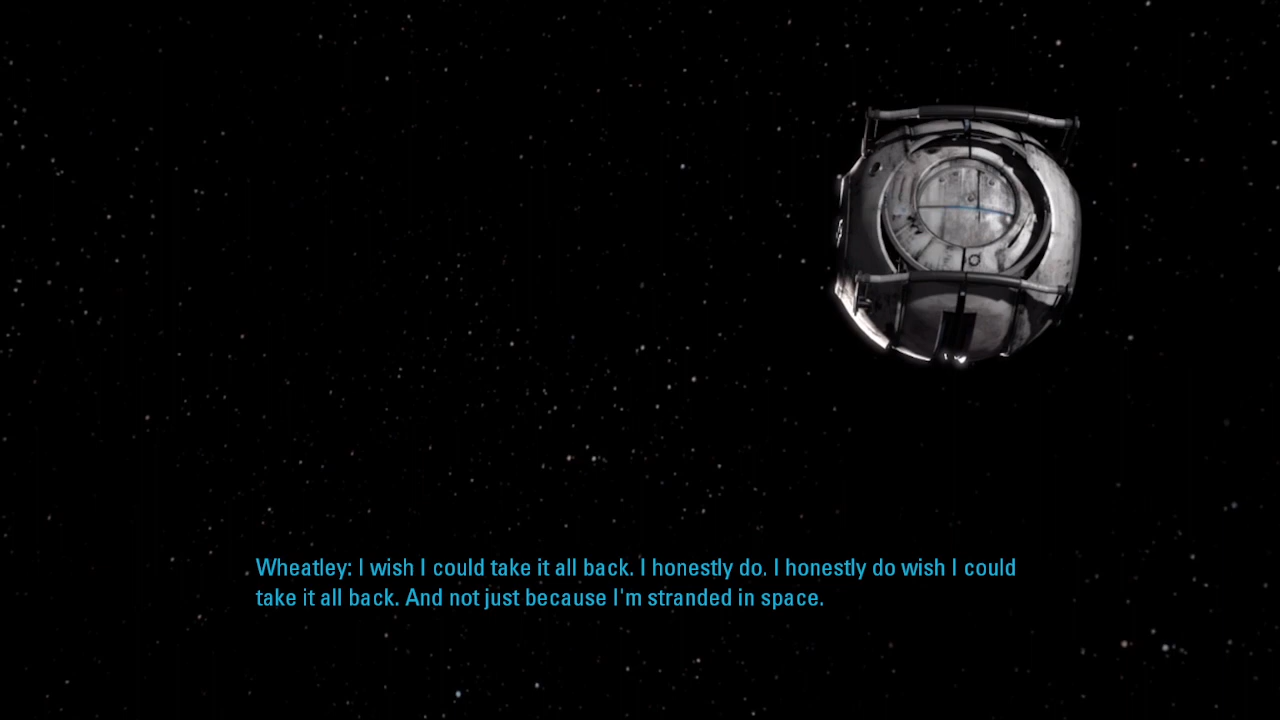 Wheatley: I wish I could take it all back. I honestly do. I honestly do wish I could
take it all back. And not just because I'm stranded in space.